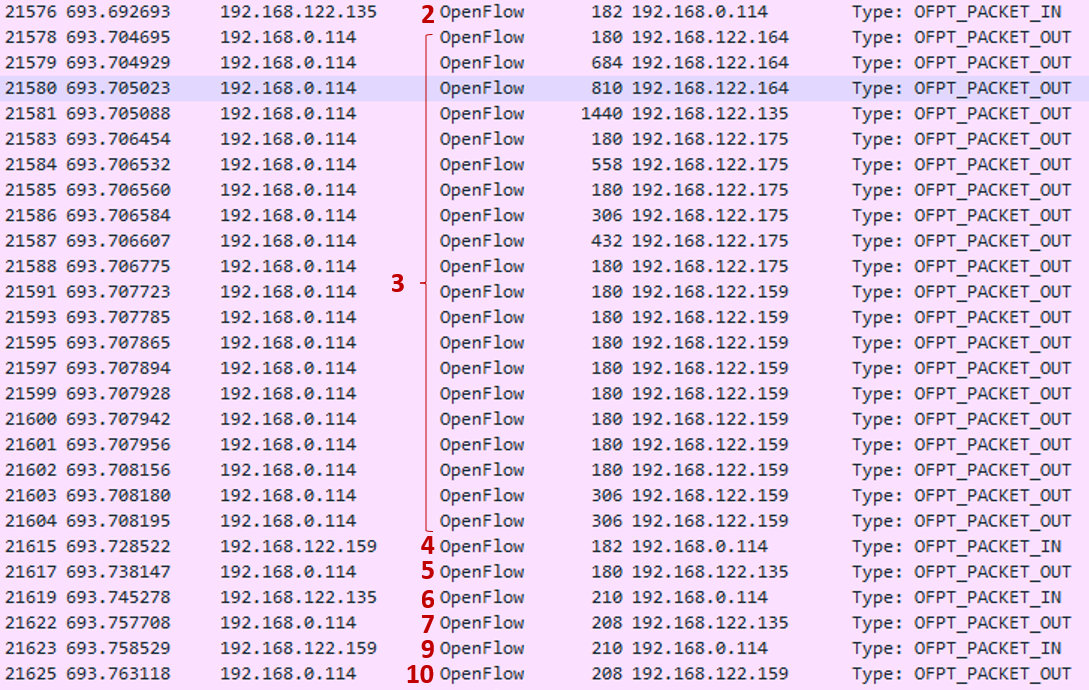 21576 693.692693 192.168.122.135 2 OpenFlow 182 192.168.0.114 Type: OFPT_PACKET_IN
21578 693.704695 192.168.0.114 OpenFlow 180 192.168.122.164 Type: OFPT_PACKET_OUT
21579 693.704929 192.168.0.114 OpenFlow 684 192.168.122.164 Type: OFPT_PACKET_OUT
21580 693.705023 192.168.0.114 OpenFlow 810 192.168.122.164 Type: OFPT_PACKET_OUT
21581 693.705088 192.168.0.114 OpenFlow 1440 192.168.122.135 Type: OFPT_PACKET_OUT
21583 693.706454 192.168.0.114 OpenFlow 180 192.168.122.175 Type: OFPT_PACKET_OUT
21584 693.706532 192.168.0.114 OpenFlow 558 192.168.122.175 Type: OFPT_PACKET_OUT
21585 693.706560 192.168.0.114 OpenFlow 180 192.168.122.175 Type: OFPT_PACKET_OUT
21586 693.706584 192.168.0.114 OpenFlow 306 192.168.122.175 Type: OFPT_PACKET_OUT
21587 693.706607 192.168.0.114 OpenFlow 432 192.168.122.175 Type: OFPT_PACKET_OUT
21588 693.706775 192.168.0.114 OpenFlow 180 192.168.122.175 Type: OFPT_PACKET_OUT
21591 693.707723 192.168.0.114 3 OpenFlow 180 192.168.122.159 Type: OFPT_PACKET_OUT
21593 693.707785 192.168.0.114 OpenFlow 180 192.168.122.159 Type: OFPT_PACKET_OUT
21595 693.707865 192.168.0.114 OpenFlow 180 192.168.122.159 Type: OFPT_PACKET_OUT
21597 693.707894 192.168.0.114 OpenFlow 180 192.168.122.159 Type: OFPT_PACKET_OUT
21599 693.707928 192.168.0.114 OpenFlow 180 192.168.122.159 Type: OFPT_PACKET_OUT
21600 693.707942 192.168.0.114 OpenFlow 180 192.168.122.159 Type: OFPT_PACKET_OUT
21601 693.707956 192.168.0.114 OpenFlow 180 192.168.122.159 Type: OFPT_PACKET_OUT
21602 693.708156 192.168.0.114 OpenFlow 180 192.168.122.159 Type: OFPT_PACKET_OUT
21603 693.708180 192.168.0.114 OpenFlow 306 192.168.122.159 Type: OFPT_PACKET_OUT
21604 693.708195 192.168.0.114 OpenFlow 306 192.168.122.159 Type: OFPT_PACKET_OUT
21615 693.728522 192.168.122.159 4 OpenFlow 182 192.168.0.114 Type: OFPT_PACKET_IN
21617 693.738147 192.168.0.114 5 OpenFlow 180 192.168.122.135 Type: OFPT_PACKET_OUT
21619 693.745278 192.168.122.135 6 OpenFlow 210 192.168.0.114 Type: OFPT_PACKET_IN
21622 693.757708 192.168.0.114 7 OpenFlow 208 192.168.122.135 Type: OFPT_PACKET_OUT
21623 693.758529 192.168.122.159 9 OpenFlow 210 192.168.0.114 Type: OFPT_PACKET_IN
21625 693.763118 192.168.0.114 10 OpenFlow 208 192.168.122.159 Type: OFPT_PACKET_OUT